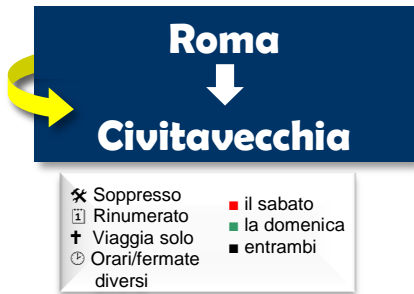 Roma
Civitavecchia
🛠 Soppresso
🗓 Rinumerato
✝ Viaggia solo
🕑 Orari/fermate
diversi
■ il sabato
■ la domenica
■ entrambi